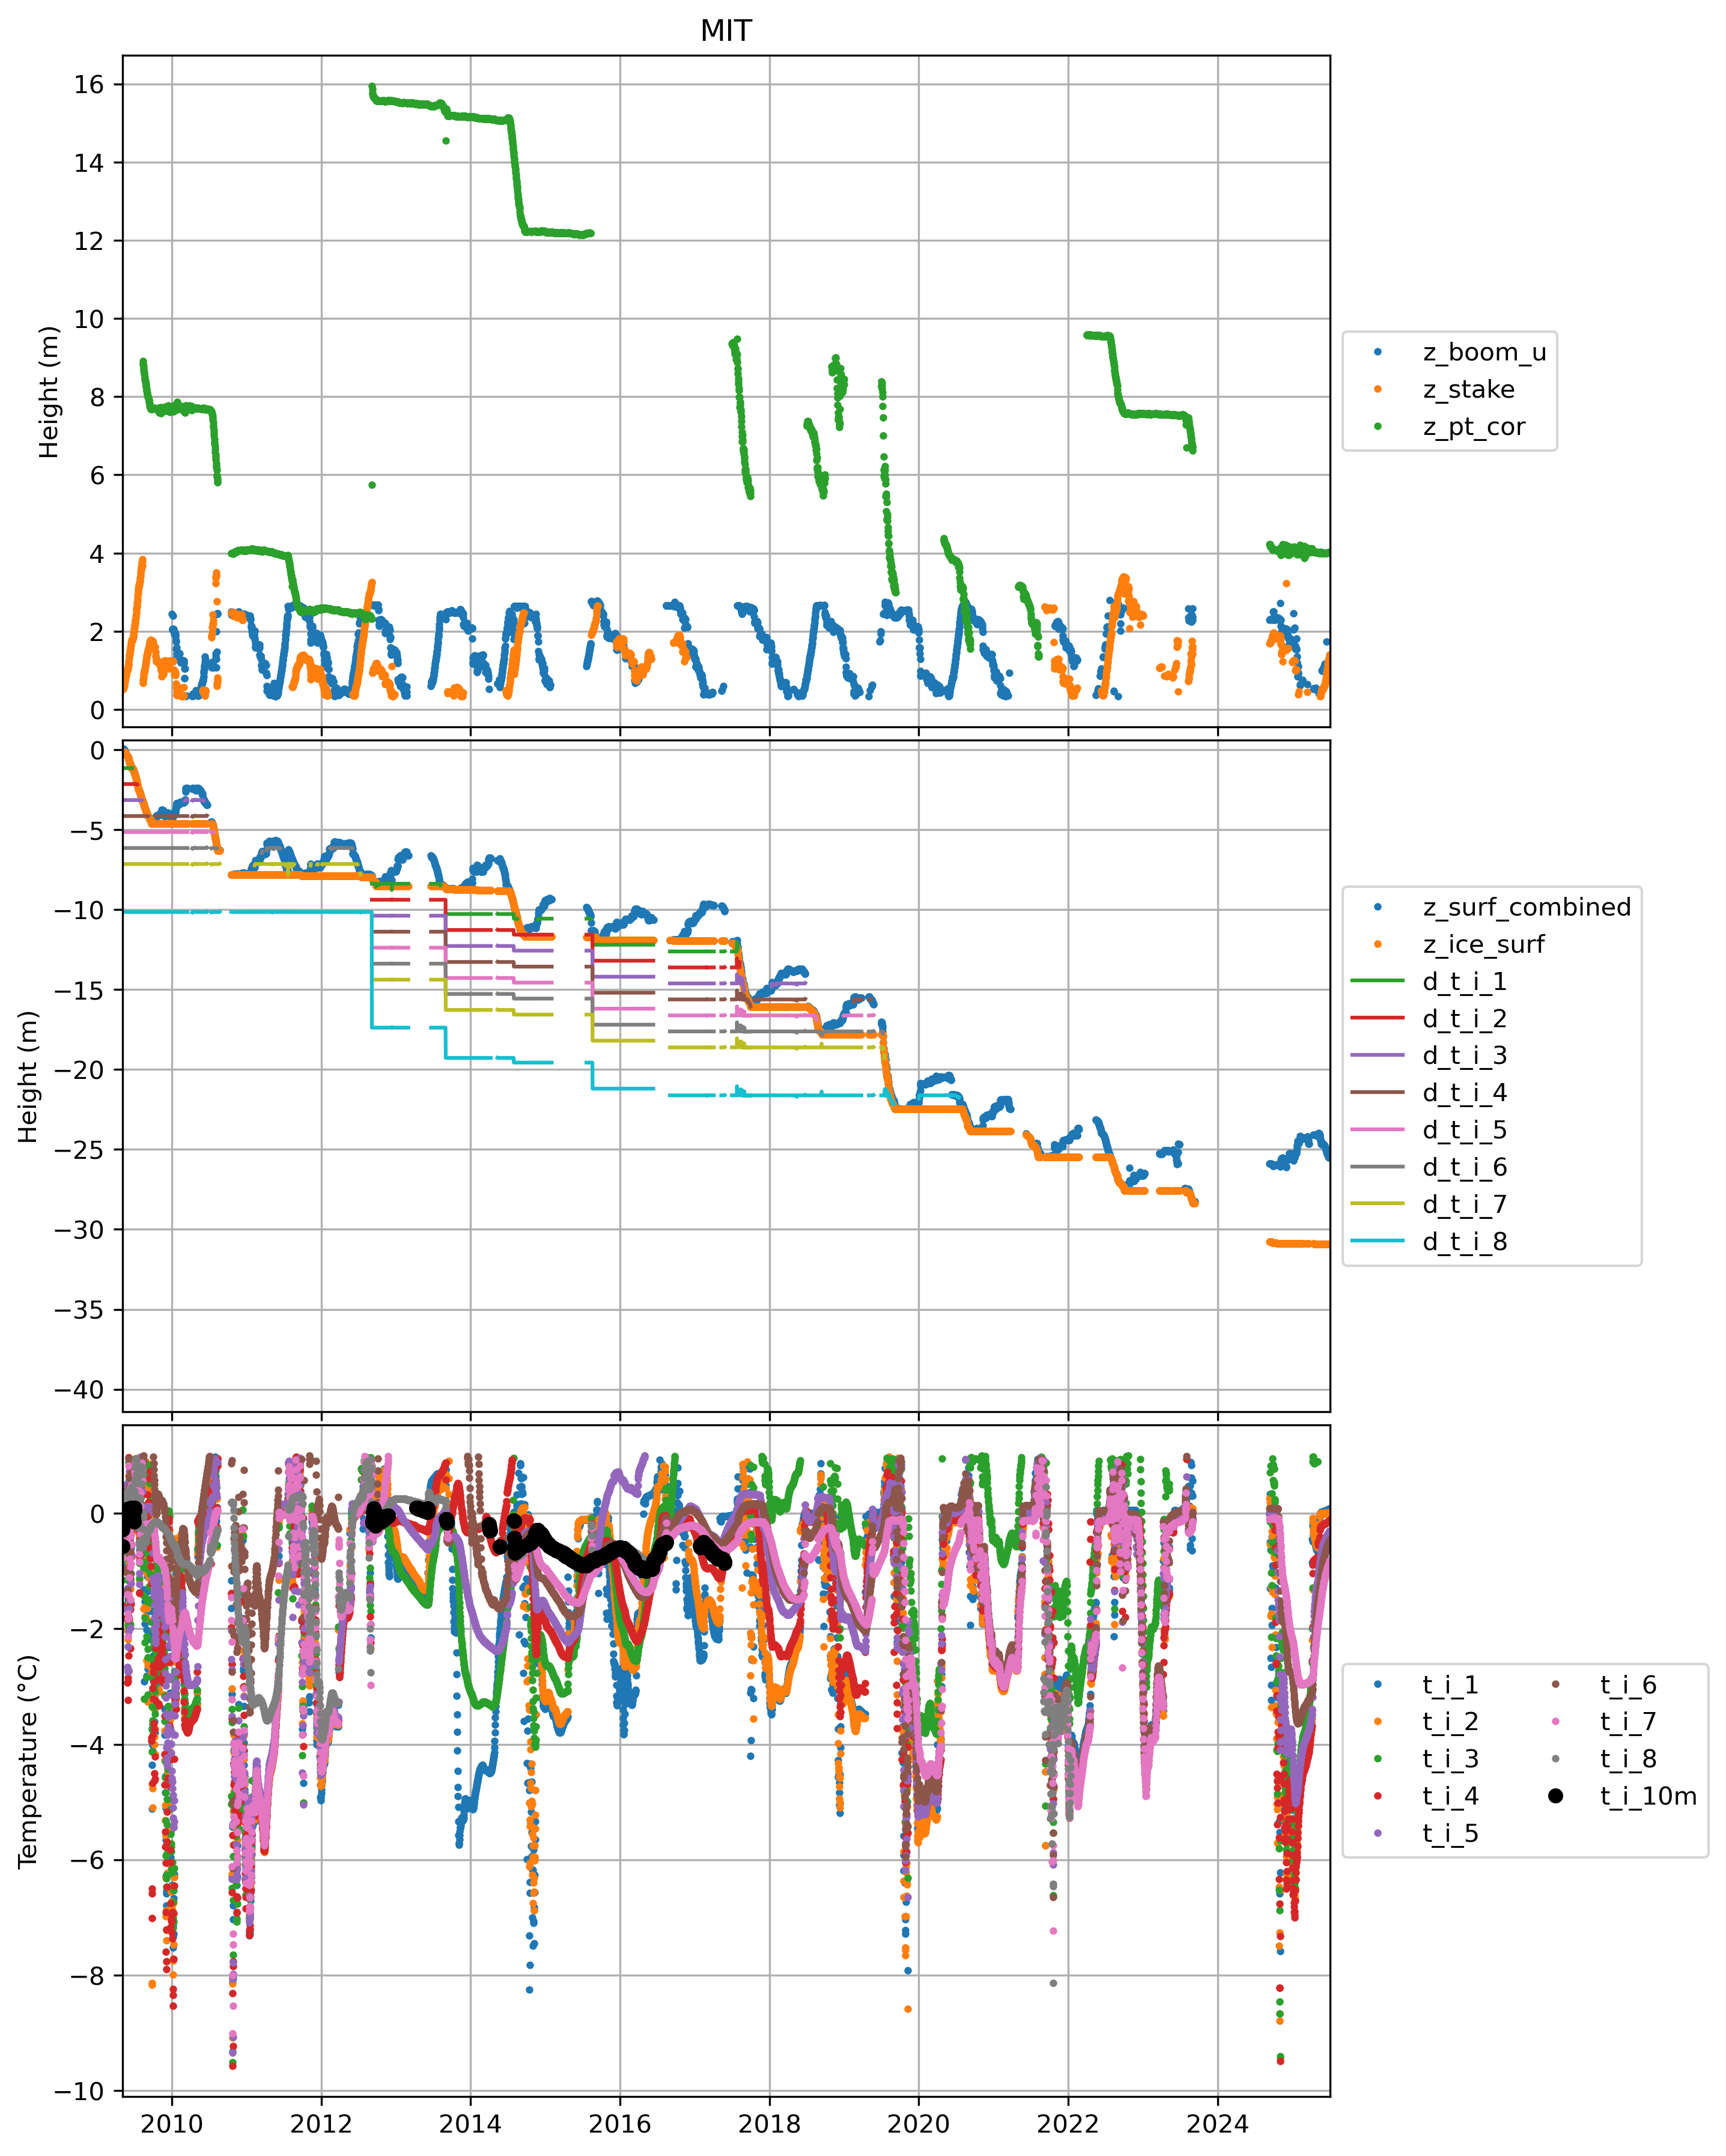 MIT
16
14
12
10
8
6
4
2
0
Height (m)
z_boom_u
z_stake
z_pt_cor
0
−5
−10
−15
−20
−25
−30
−35
−40
Height (m)
z_surf_combined
z_ice_surf
d_t_i_1
d_t_i_2
d_t_i_3
d_t_i_4
d_t_i_5
d_t_i_6
d_t_i_7
d_t_i_8
0
−2
−4
−6
−8
−10
Temperature (°C)
t_i_1
t_i_2
t_i_3
t_i_4
t_i_5
t_i_6
t_i_7
t_i_8
t_i_10m
2010 2012 2014 2016 2018 2020 2022 2024